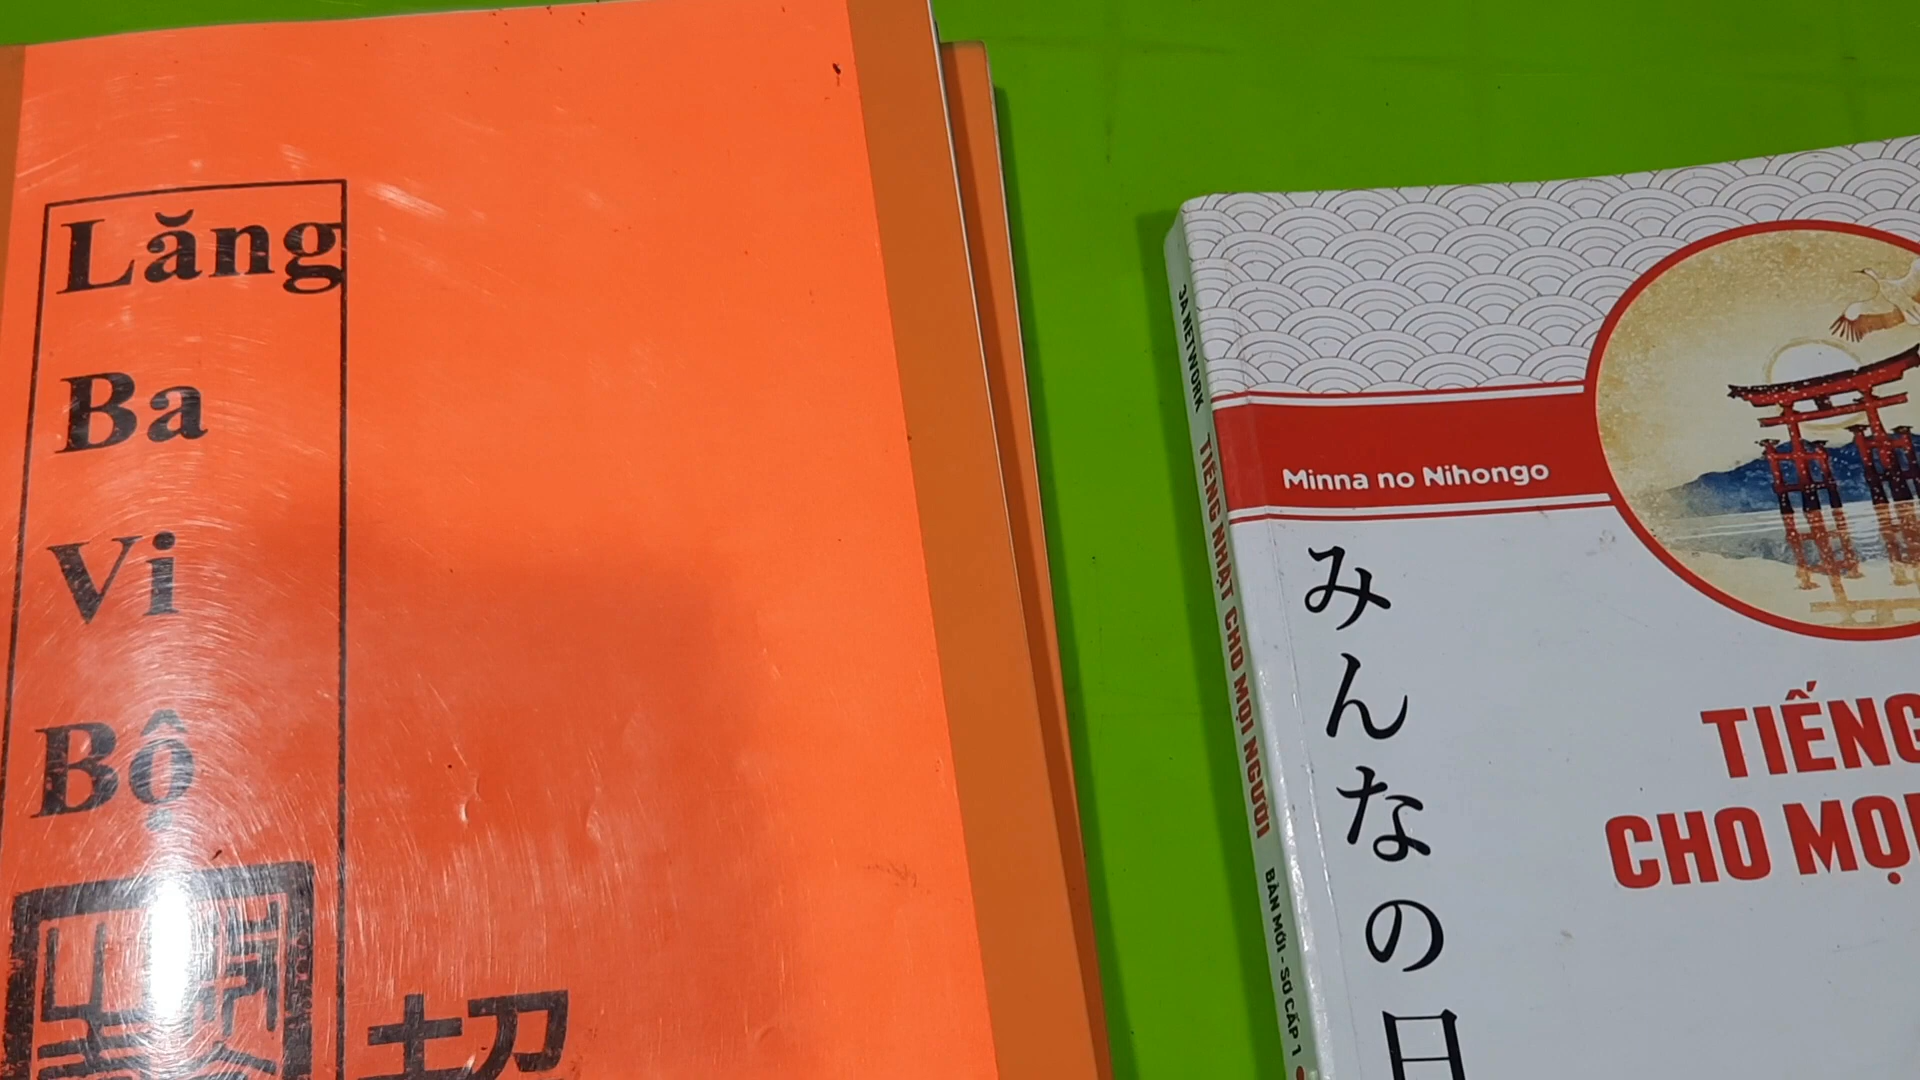 Lăng
Ba
Vi
Bộ
3A NETWORK
TIẾNG NHẬT CHO MỌI NGƯỜI
BẢN MỚI - SƠ CẤP 1
Minna no Nihongo
みんなの日
TIẾNG
CHO MỌI